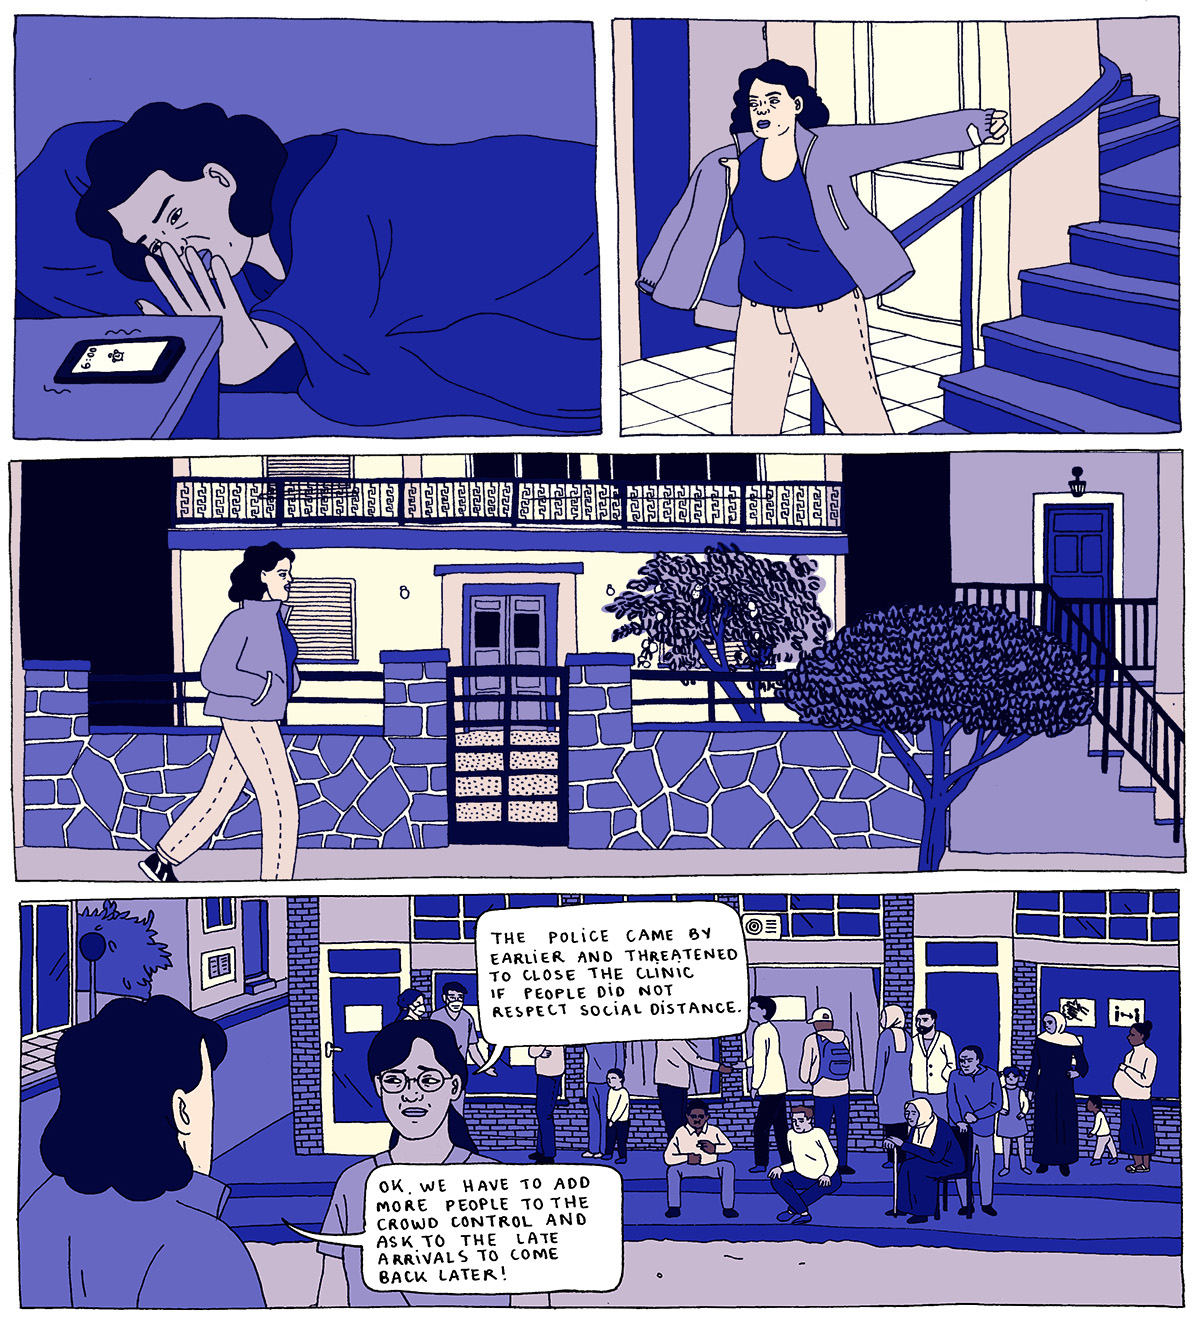 6:00
THE POLICE CAME BY
EARLIER AND THREATENED
TO CLOSE THE CLINIC
IF PEOPLE DID NOT
RESPECT SOCIAL DISTANCE.
OK, WE HAVE TO ADD
MORE PEOPLE TO THE
CROWD CONTROL AND
ASK TO THE LATE
ARRIVALS TO COME
BACK LATER!